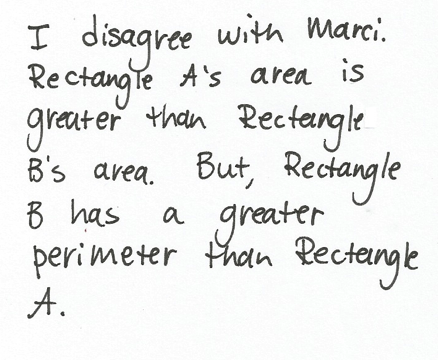 I disagree with Marci.
Rectangle A's area is
greater than Rectangle
B's area. But, Rectangle
B has a greater
perimeter than Rectangle
A.